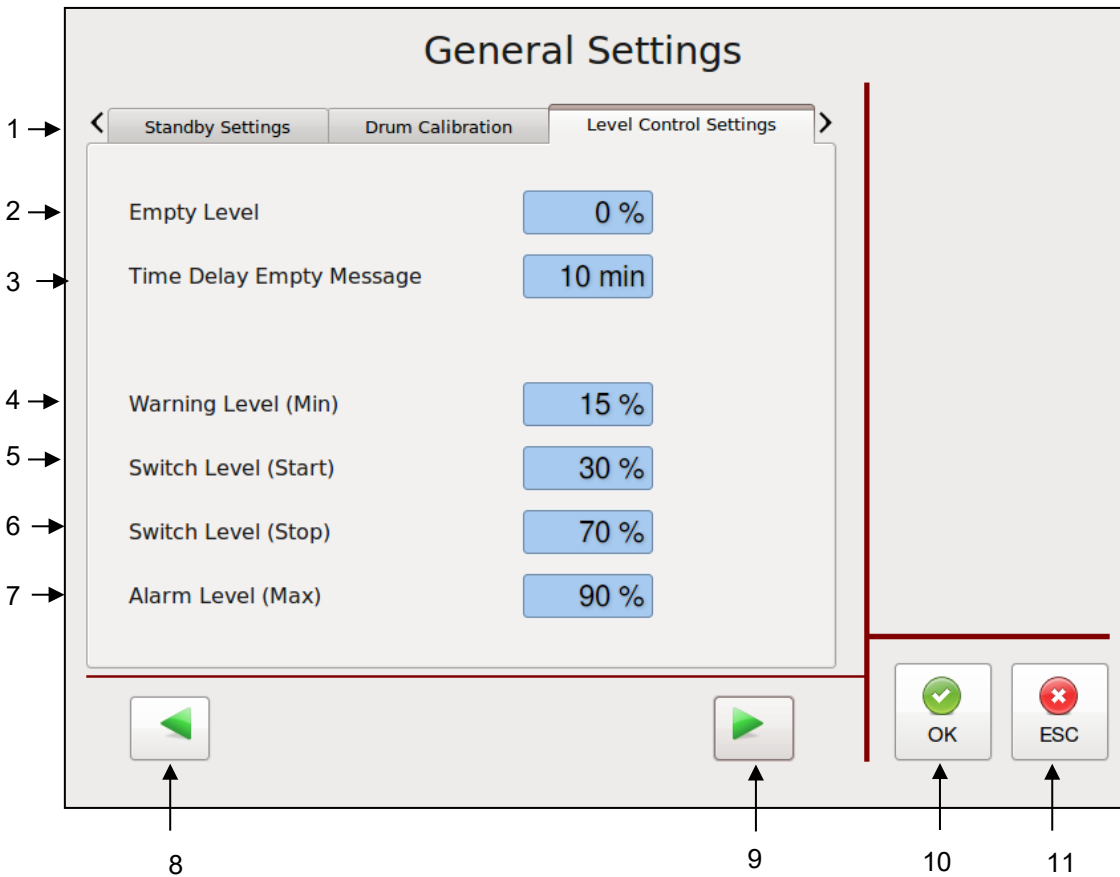 General Settings
1 Standby Settings Drum Calibration Level Control Settings
2 Empty Level 0 %
3 Time Delay Empty Message 10 min
4 Warning Level (Min) 15 %
5 Switch Level (Start) 30 %
6 Switch Level (Stop) 70 %
7 Alarm Level (Max) 90 %
OK ESC
8 9 10 11